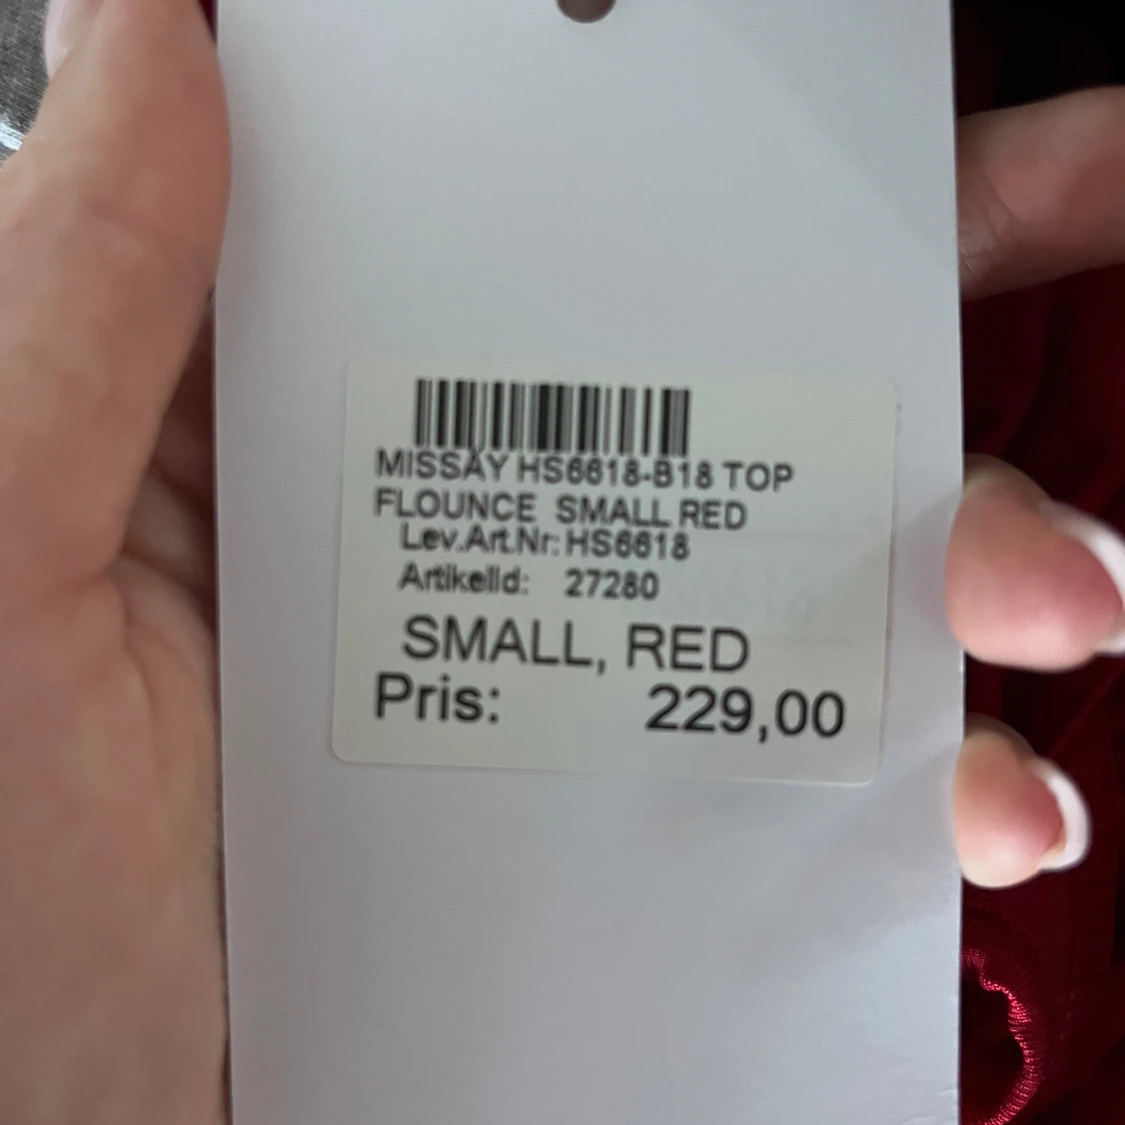 MISSAY HS6618-B18 TOP
FLOUNCE SMALL RED
Lev.Art.Nr: HS6618
ArtikelId: 27280
SMALL, RED
Pris: 229,00